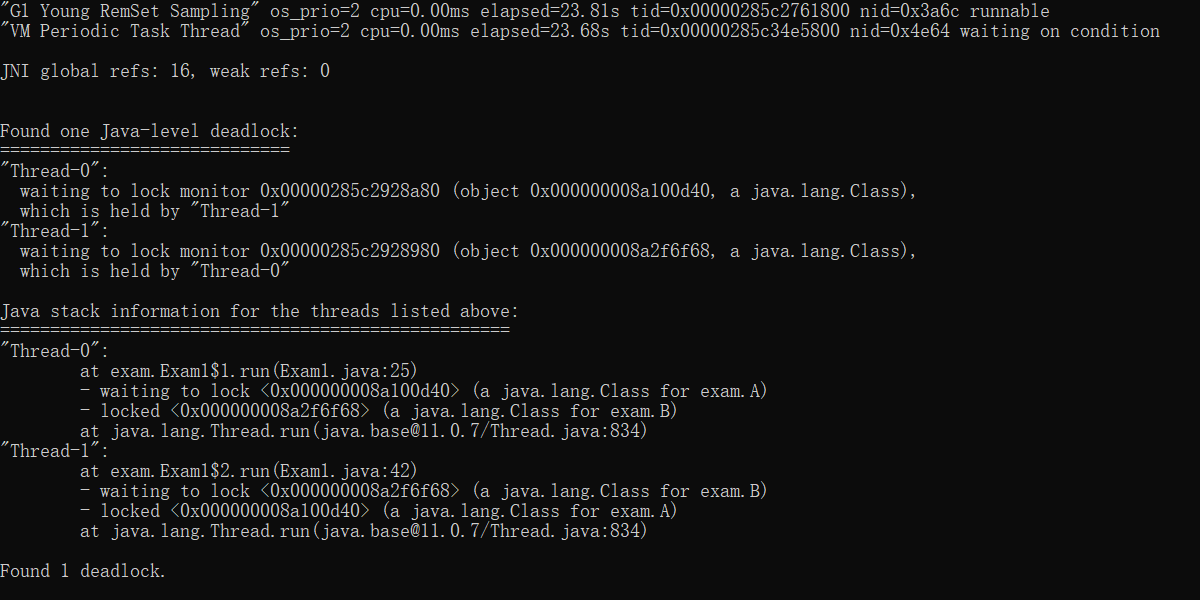 "G1 Young RemSet Sampling" os_prio=2 cpu=0.00ms elapsed=23.81s tid=0x00000285c2761800 nid=0x3a6c runnable
"VM Periodic Task Thread" os_prio=2 cpu=0.00ms elapsed=23.68s tid=0x00000285c34e5800 nid=0x4e64 waiting on condition
JNI global refs: 16, weak refs: 0
Found one Java-level deadlock:
=============================
"Thread-0":
  waiting to lock monitor 0x00000285c2928a80 (object 0x000000008a100d40, a java.lang.Class),
  which is held by "Thread-1"
"Thread-1":
  waiting to lock monitor 0x00000285c2928980 (object 0x000000008a2f6f68, a java.lang.Class),
  which is held by "Thread-0"
Java stack information for the threads listed above:
===================================================
"Thread-0":
        at exam.Exam1$1.run(Exam1.java:25)
        - waiting to lock <0x000000008a100d40> (a java.lang.Class for exam.A)
        - locked <0x000000008a2f6f68> (a java.lang.Class for exam.B)
        at java.lang.Thread.run(java.base@11.0.7/Thread.java:834)
"Thread-1":
        at exam.Exam1$2.run(Exam1.java:42)
        - waiting to lock <0x000000008a2f6f68> (a java.lang.Class for exam.B)
        - locked <0x000000008a100d40> (a java.lang.Class for exam.A)
        at java.lang.Thread.run(java.base@11.0.7/Thread.java:834)
Found 1 deadlock.